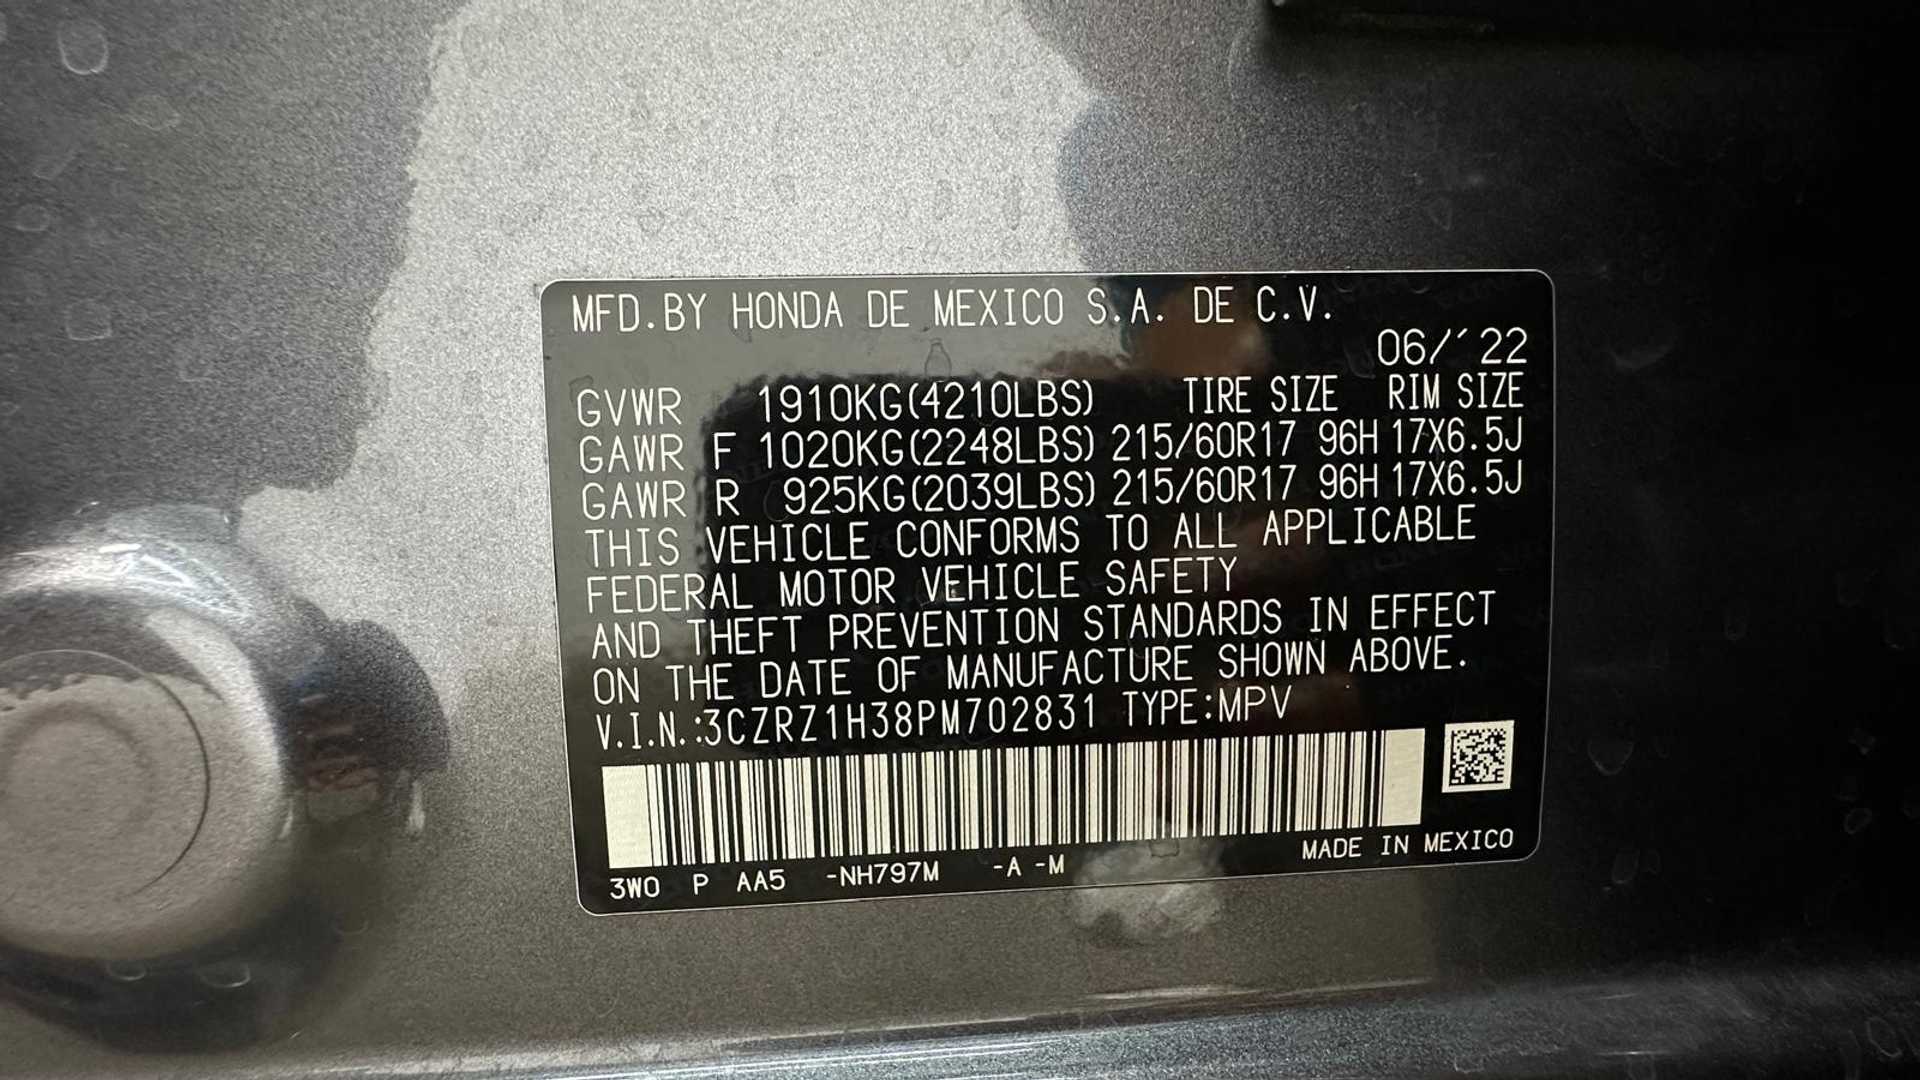 MFD.BY HONDA DE MEXICO S.A. DE C.V.
06/´22
GVWR 1910KG(4210LBS) TIRE SIZE RIM SIZE
GAWR F 1020KG(2248LBS) 215/60R17 96H 17X6.5J
GAWR R 925KG(2039LBS) 215/60R17 96H 17X6.5J
THIS VEHICLE CONFORMS TO ALL APPLICABLE
FEDERAL MOTOR VEHICLE SAFETY
AND THEFT PREVENTION STANDARDS IN EFFECT
ON THE DATE OF MANUFACTURE SHOWN ABOVE.
V.I.N.:3CZRZ1H38PM702831 TYPE:MPV
MADE IN MEXICO
3W0 P AA5 -NH797M -A -M